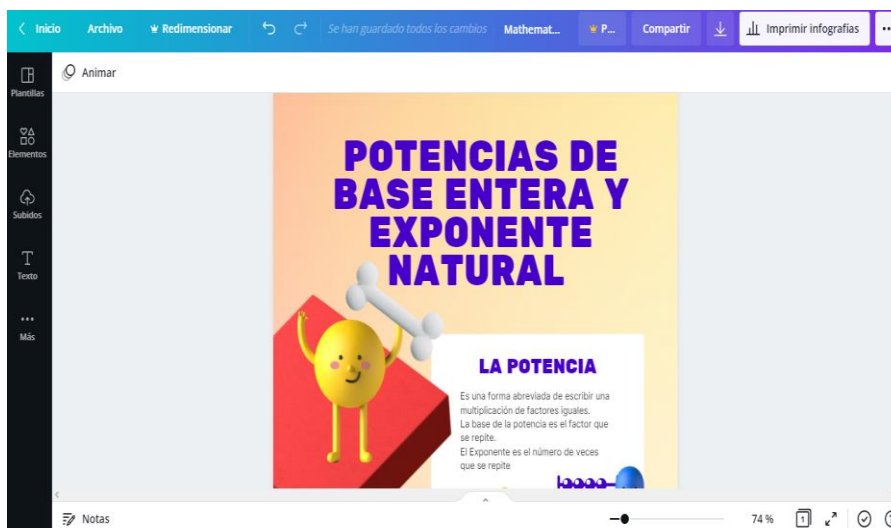 Inicio Archivo Redimensionar Se han guardado todos los cambios Mathemat... P... Compartir Imprimir infografías
Animar
Plantillas
Elementos
Subidos
Texto
Más
POTENCIAS DE
BASE ENTERA Y
EXPONENTE
NATURAL
LA POTENCIA
Es una forma abreviada de escribir una
multiplicación de factores iguales.
La base de la potencia es el factor que
se repite.
El Exponente es el número de veces
que se repite
Notas
74 %
1